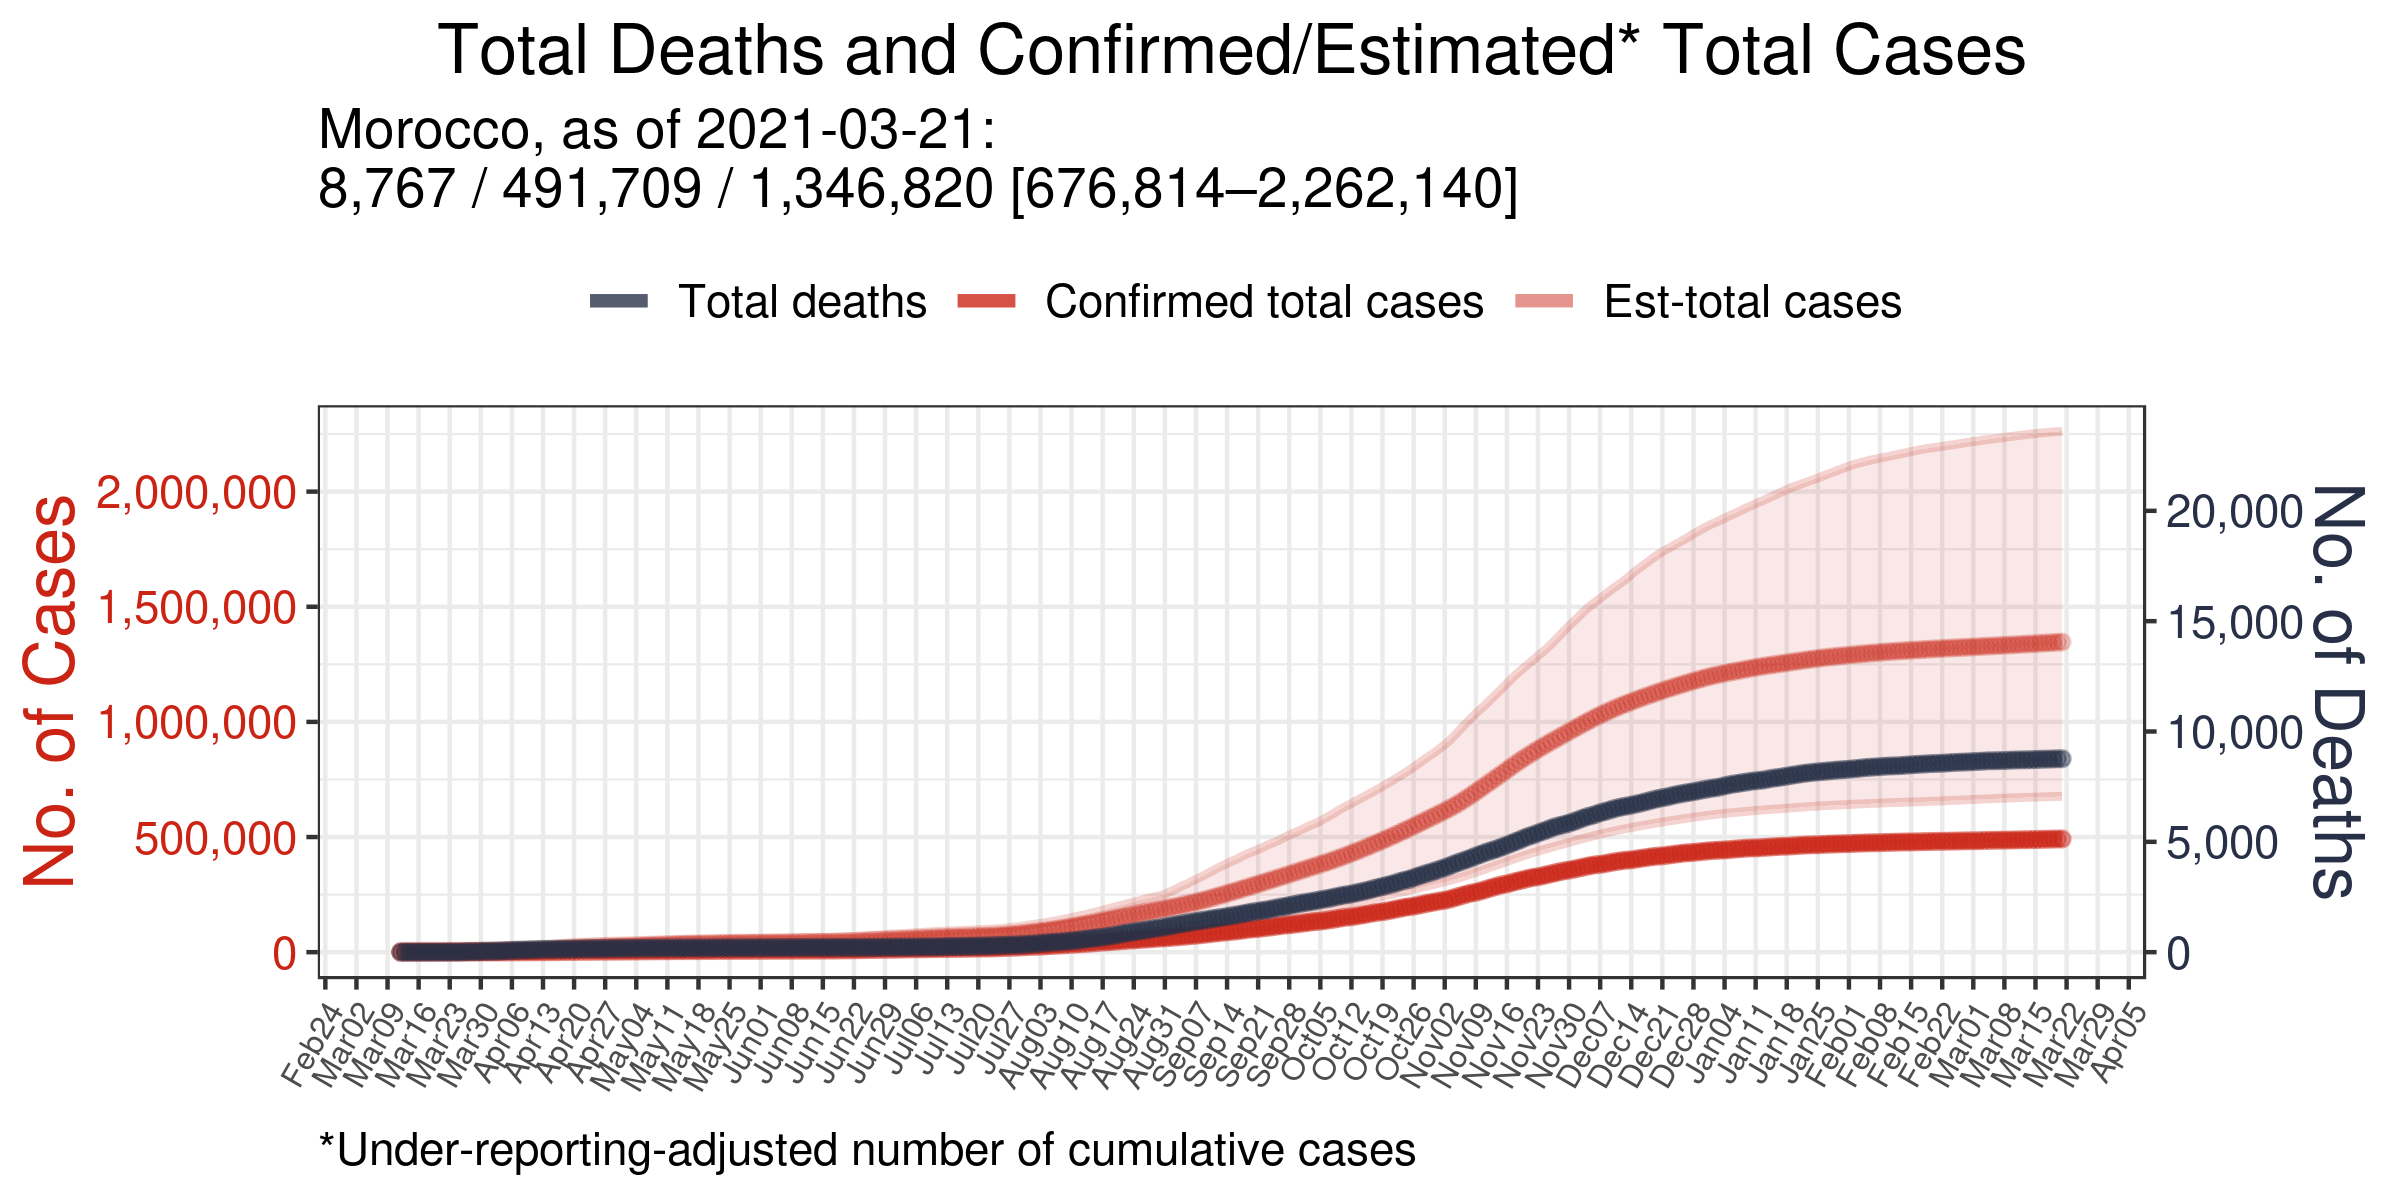 Total Deaths and Confirmed/Estimated* Total Cases
Morocco, as of 2021-03-21:
8,767 / 491,709 / 1,346,820 [676,814–2,262,140]
Total deaths Confirmed total cases Est-total cases
No. of Cases
2,000,000
1,500,000
1,000,000
500,000
0
20,000
15,000
10,000
5,000
0
No. of Deaths
Feb24 Mar02 Mar09 Mar16 Mar23 Mar30 Apr06 Apr13 Apr20 Apr27 May04 May11 May18 May25 Jun01 Jun08 Jun15 Jun22 Jun29 Jul06 Jul13 Jul20 Jul27 Aug03 Aug10 Aug17 Aug24 Aug31 Sep07 Sep14 Sep21 Sep28 Oct05 Oct12 Oct19 Oct26 Nov02 Nov09 Nov16 Nov23 Nov30 Dec07 Dec14 Dec21 Dec28 Jan04 Jan11 Jan18 Jan25 Feb01 Feb08 Feb15 Feb22 Mar01 Mar08 Mar15 Mar22 Mar29 Apr05
*Under-reporting-adjusted number of cumulative cases